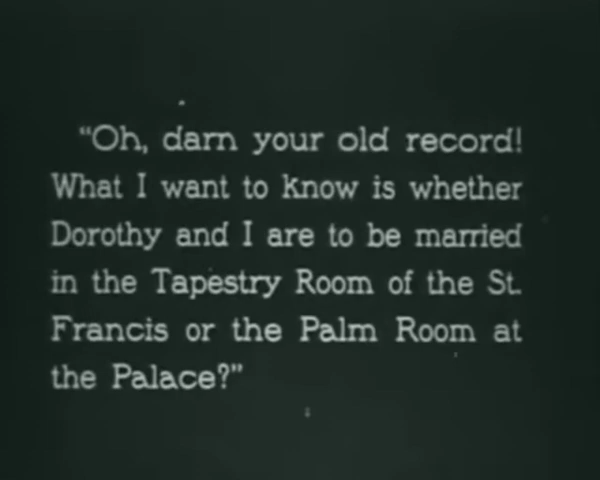 “Oh, darn your old record!
What I want to know is whether
Dorothy and I are to be married
in the Tapestry Room of the St.
Francis or the Palm Room at
the Palace?”